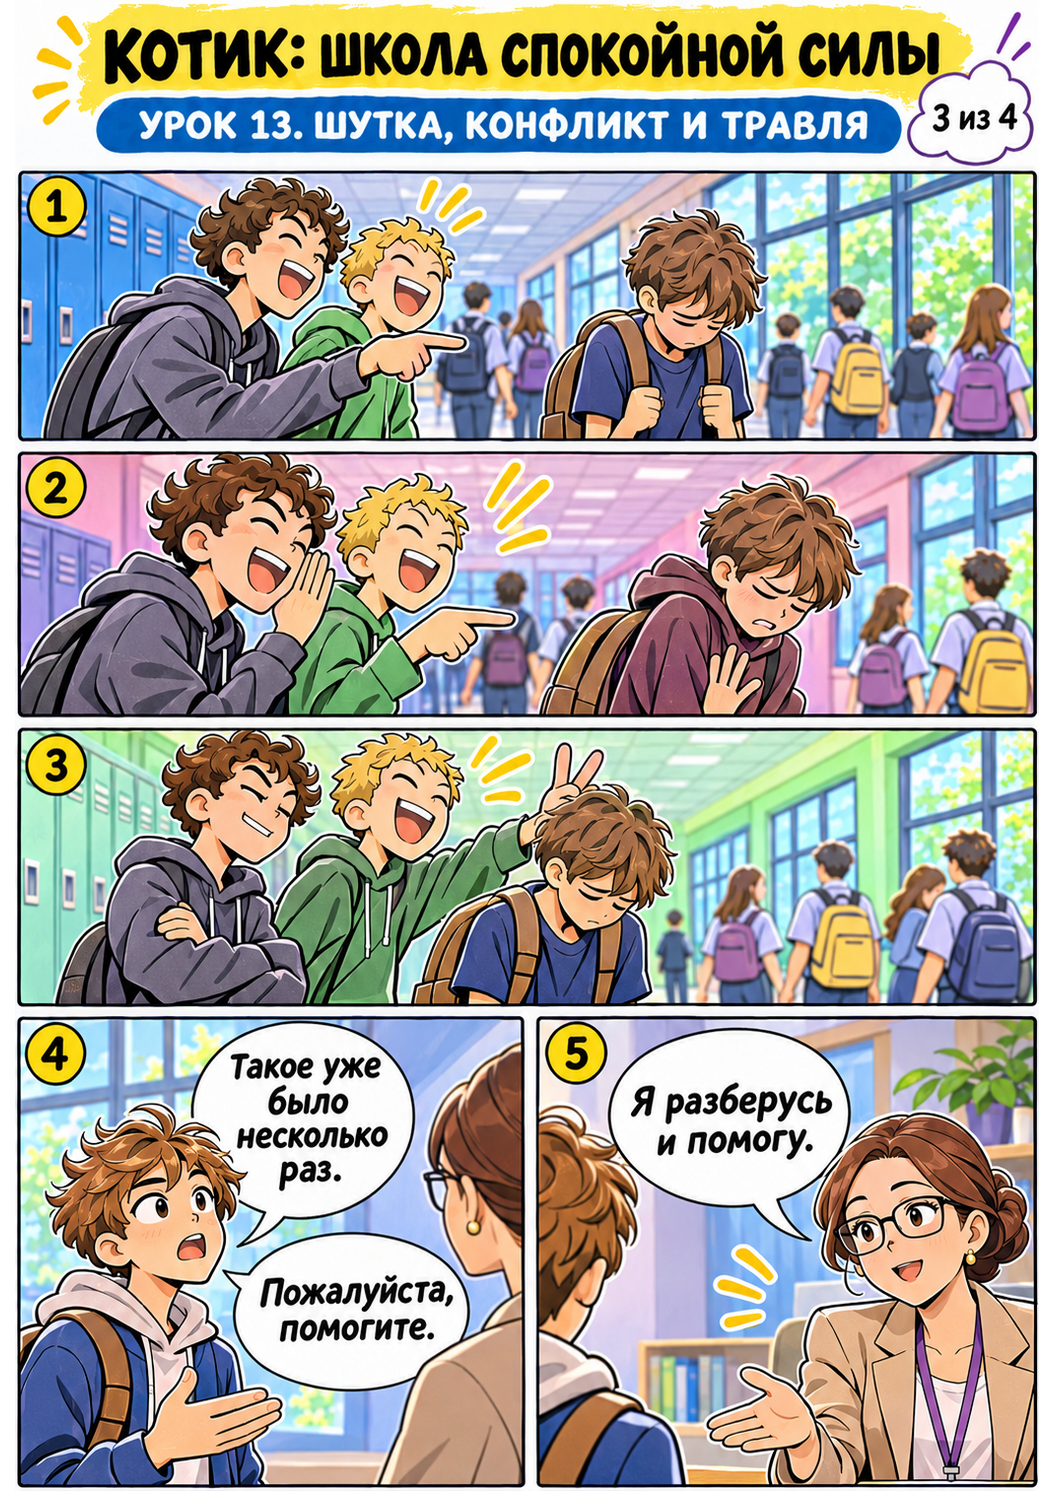 КОТИК: ШКОЛА СПОКОЙНОЙ СИЛЫ
УРОК 13. ШУТКА, КОНФЛИКТ И ТРАВЛЯ
3 из 4
1
2
3
4
Такое уже
было
несколько
раз.
Пожалуйста,
помогите.
5
Я разберусь
и помогу.